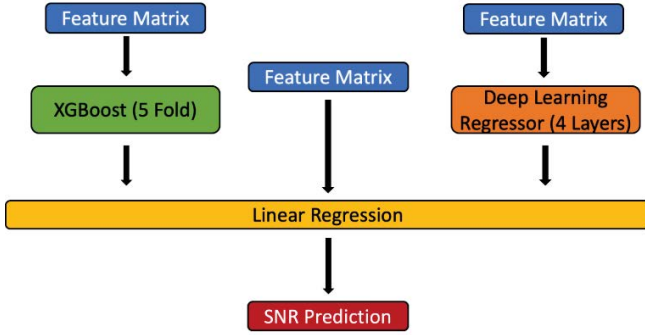 Feature Matrix
Feature Matrix
Feature Matrix
XGBoost (5 Fold)
Deep Learning
Regressor (4 Layers)
Linear Regression
SNR Prediction